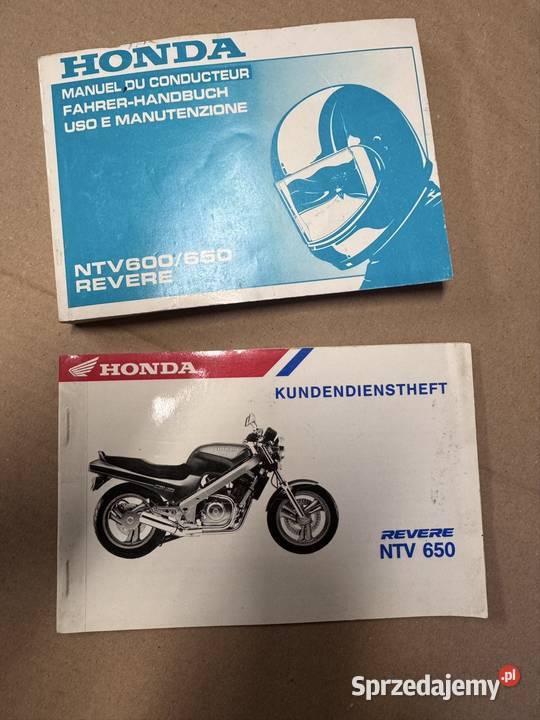 HONDA
MANUEL DU CONDUCTEUR
FAHRER-HANDBUCH
USO E MANUTENZIONE
NTV600/650
REVERE
HONDA
KUNDENDIENSTHEFT
REVERE
NTV 650
Sprzedajemy.pl